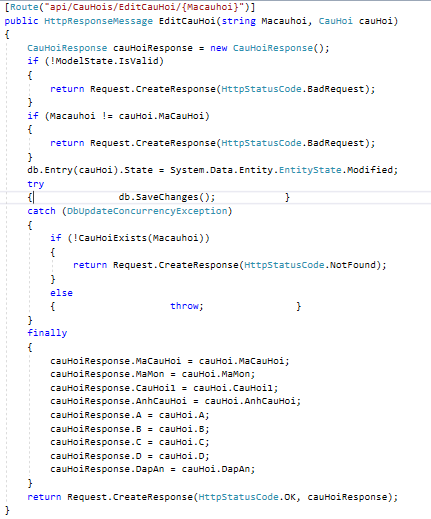 [Route("api/CauHois/EditCauHoi/{Macauhoi}")]
public HttpResponseMessage EditCauHoi(string Macauhoi, CauHoi cauHoi)
{
    CauHoiResponse cauHoiResponse = new CauHoiResponse();
    if (!ModelState.IsValid)
    {
        return Request.CreateResponse(HttpStatusCode.BadRequest);
    }
    if (Macauhoi != cauHoi.MaCauHoi)
    {
        return Request.CreateResponse(HttpStatusCode.BadRequest);
    }
    db.Entry(cauHoi).State = System.Data.Entity.EntityState.Modified;
    try
    {            db.SaveChanges();            }
    catch (DbUpdateConcurrencyException)
    {
        if (!CauHoiExists(Macauhoi))
        {
            return Request.CreateResponse(HttpStatusCode.NotFound);
        }
        else
        {                    throw;                }
    }
    finally
    {
        cauHoiResponse.MaCauHoi = cauHoi.MaCauHoi;
        cauHoiResponse.MaMon = cauHoi.MaMon;
        cauHoiResponse.CauHoi1 = cauHoi.CauHoi1;
        cauHoiResponse.AnhCauHoi = cauHoi.AnhCauHoi;
        cauHoiResponse.A = cauHoi.A;
        cauHoiResponse.B = cauHoi.B;
        cauHoiResponse.C = cauHoi.C;
        cauHoiResponse.D = cauHoi.D;
        cauHoiResponse.DapAn = cauHoi.DapAn;
    }
    return Request.CreateResponse(HttpStatusCode.OK, cauHoiResponse);
}